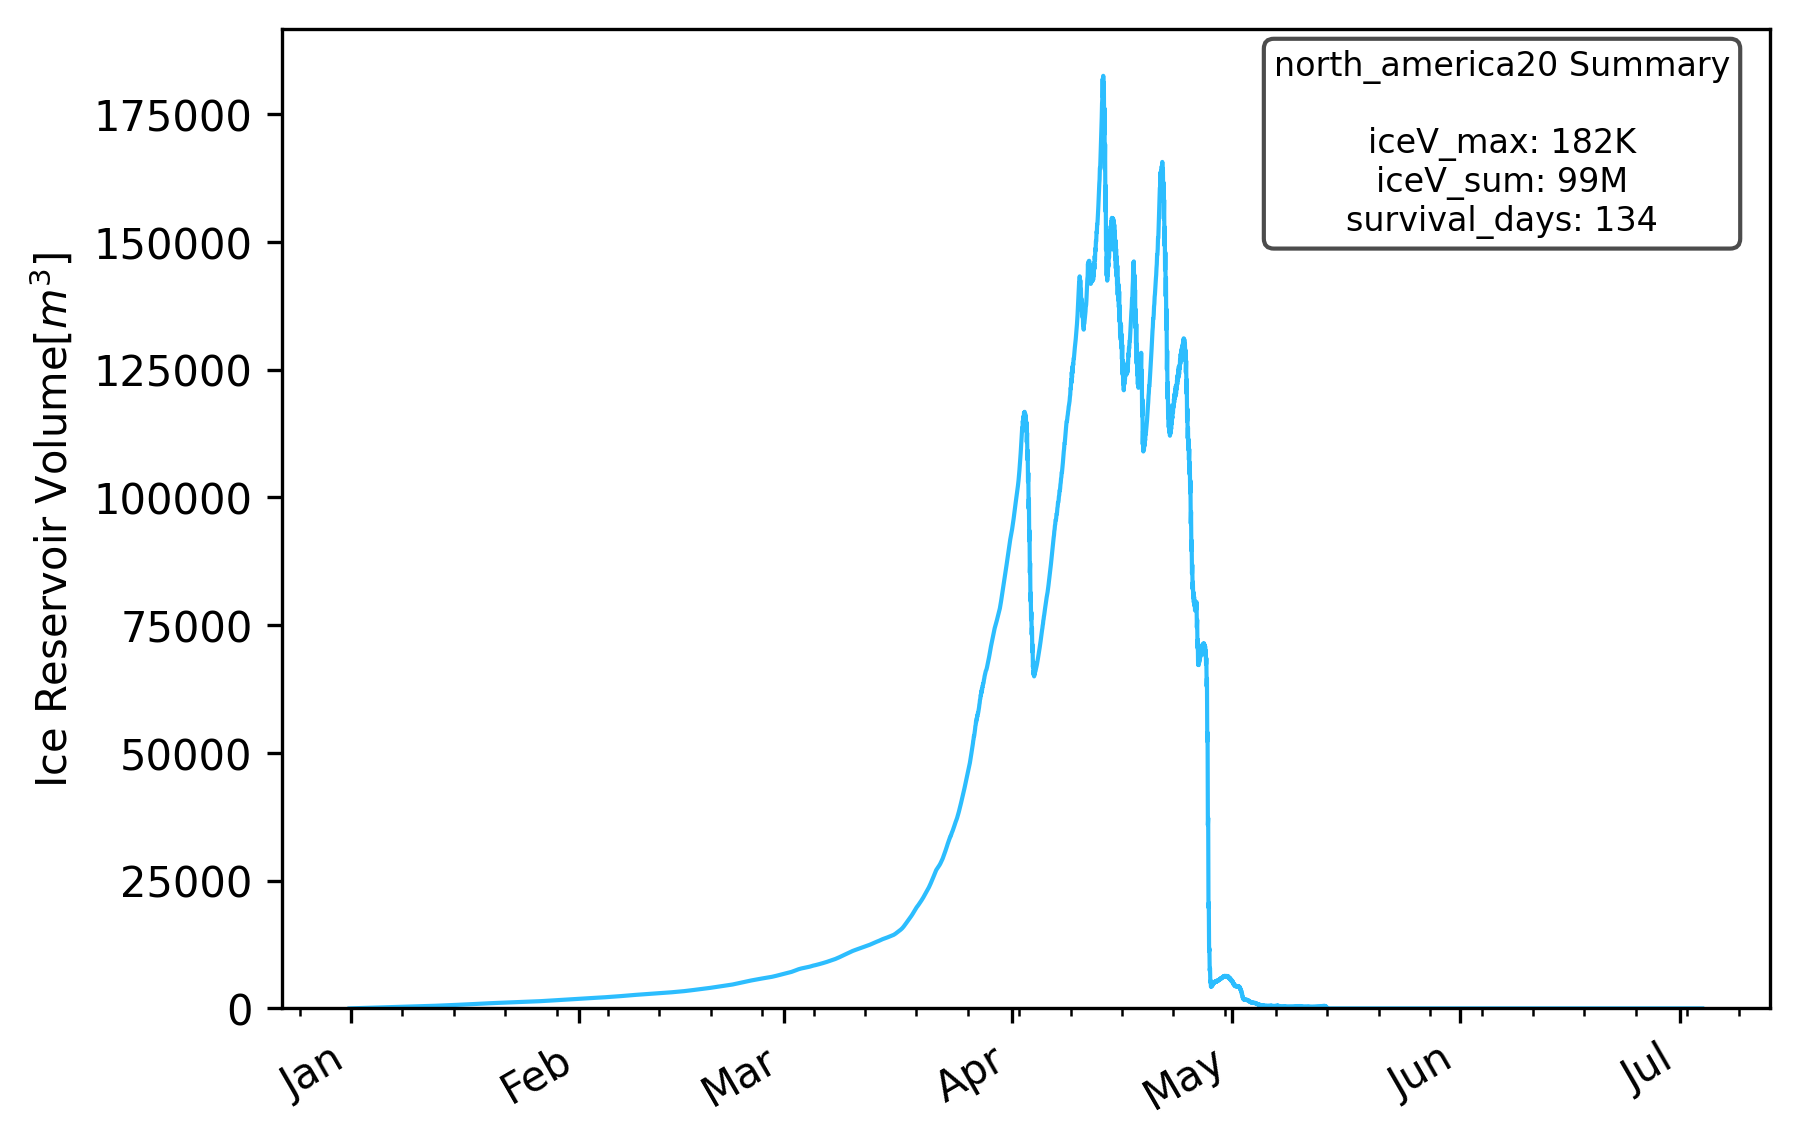 north_america20 Summary
iceV_max: 182K
iceV_sum: 99M
survival_days: 134
Ice Reservoir Volume[m³]
175000
150000
125000
100000
75000
50000
25000
0
Jan
Feb
Mar
Apr
May
Jun
Jul